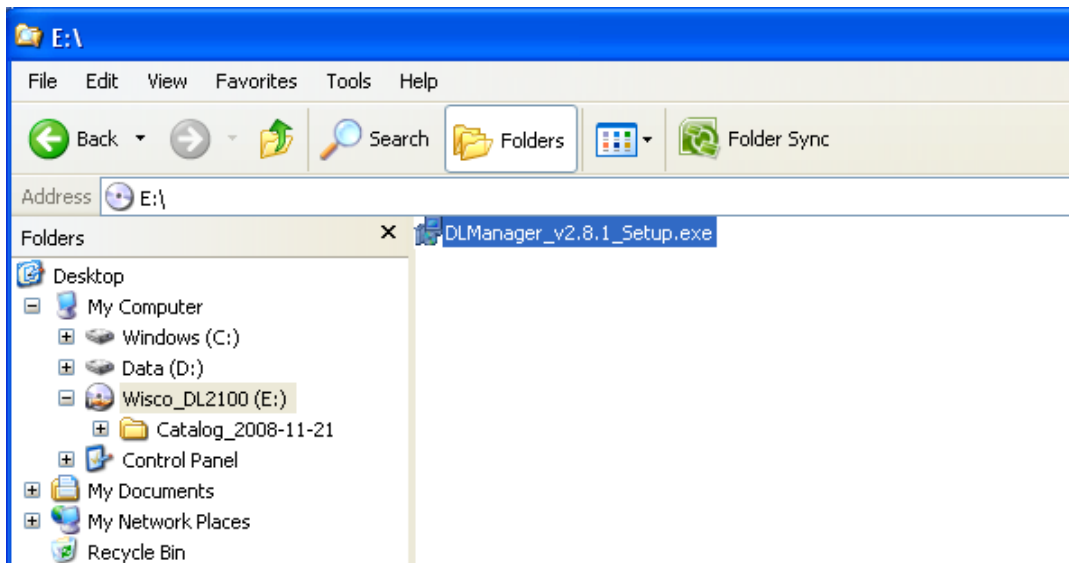 E:\
File Edit View Favorites Tools Help
Back Search Folders Folder Sync
Address E:\
Folders
DLManager_v2.8.1_Setup.exe
Desktop
My Computer
Windows (C:)
Data (D:)
Wisco_DL2100 (E:)
Catalog_2008-11-21
Control Panel
My Documents
My Network Places
Recycle Bin